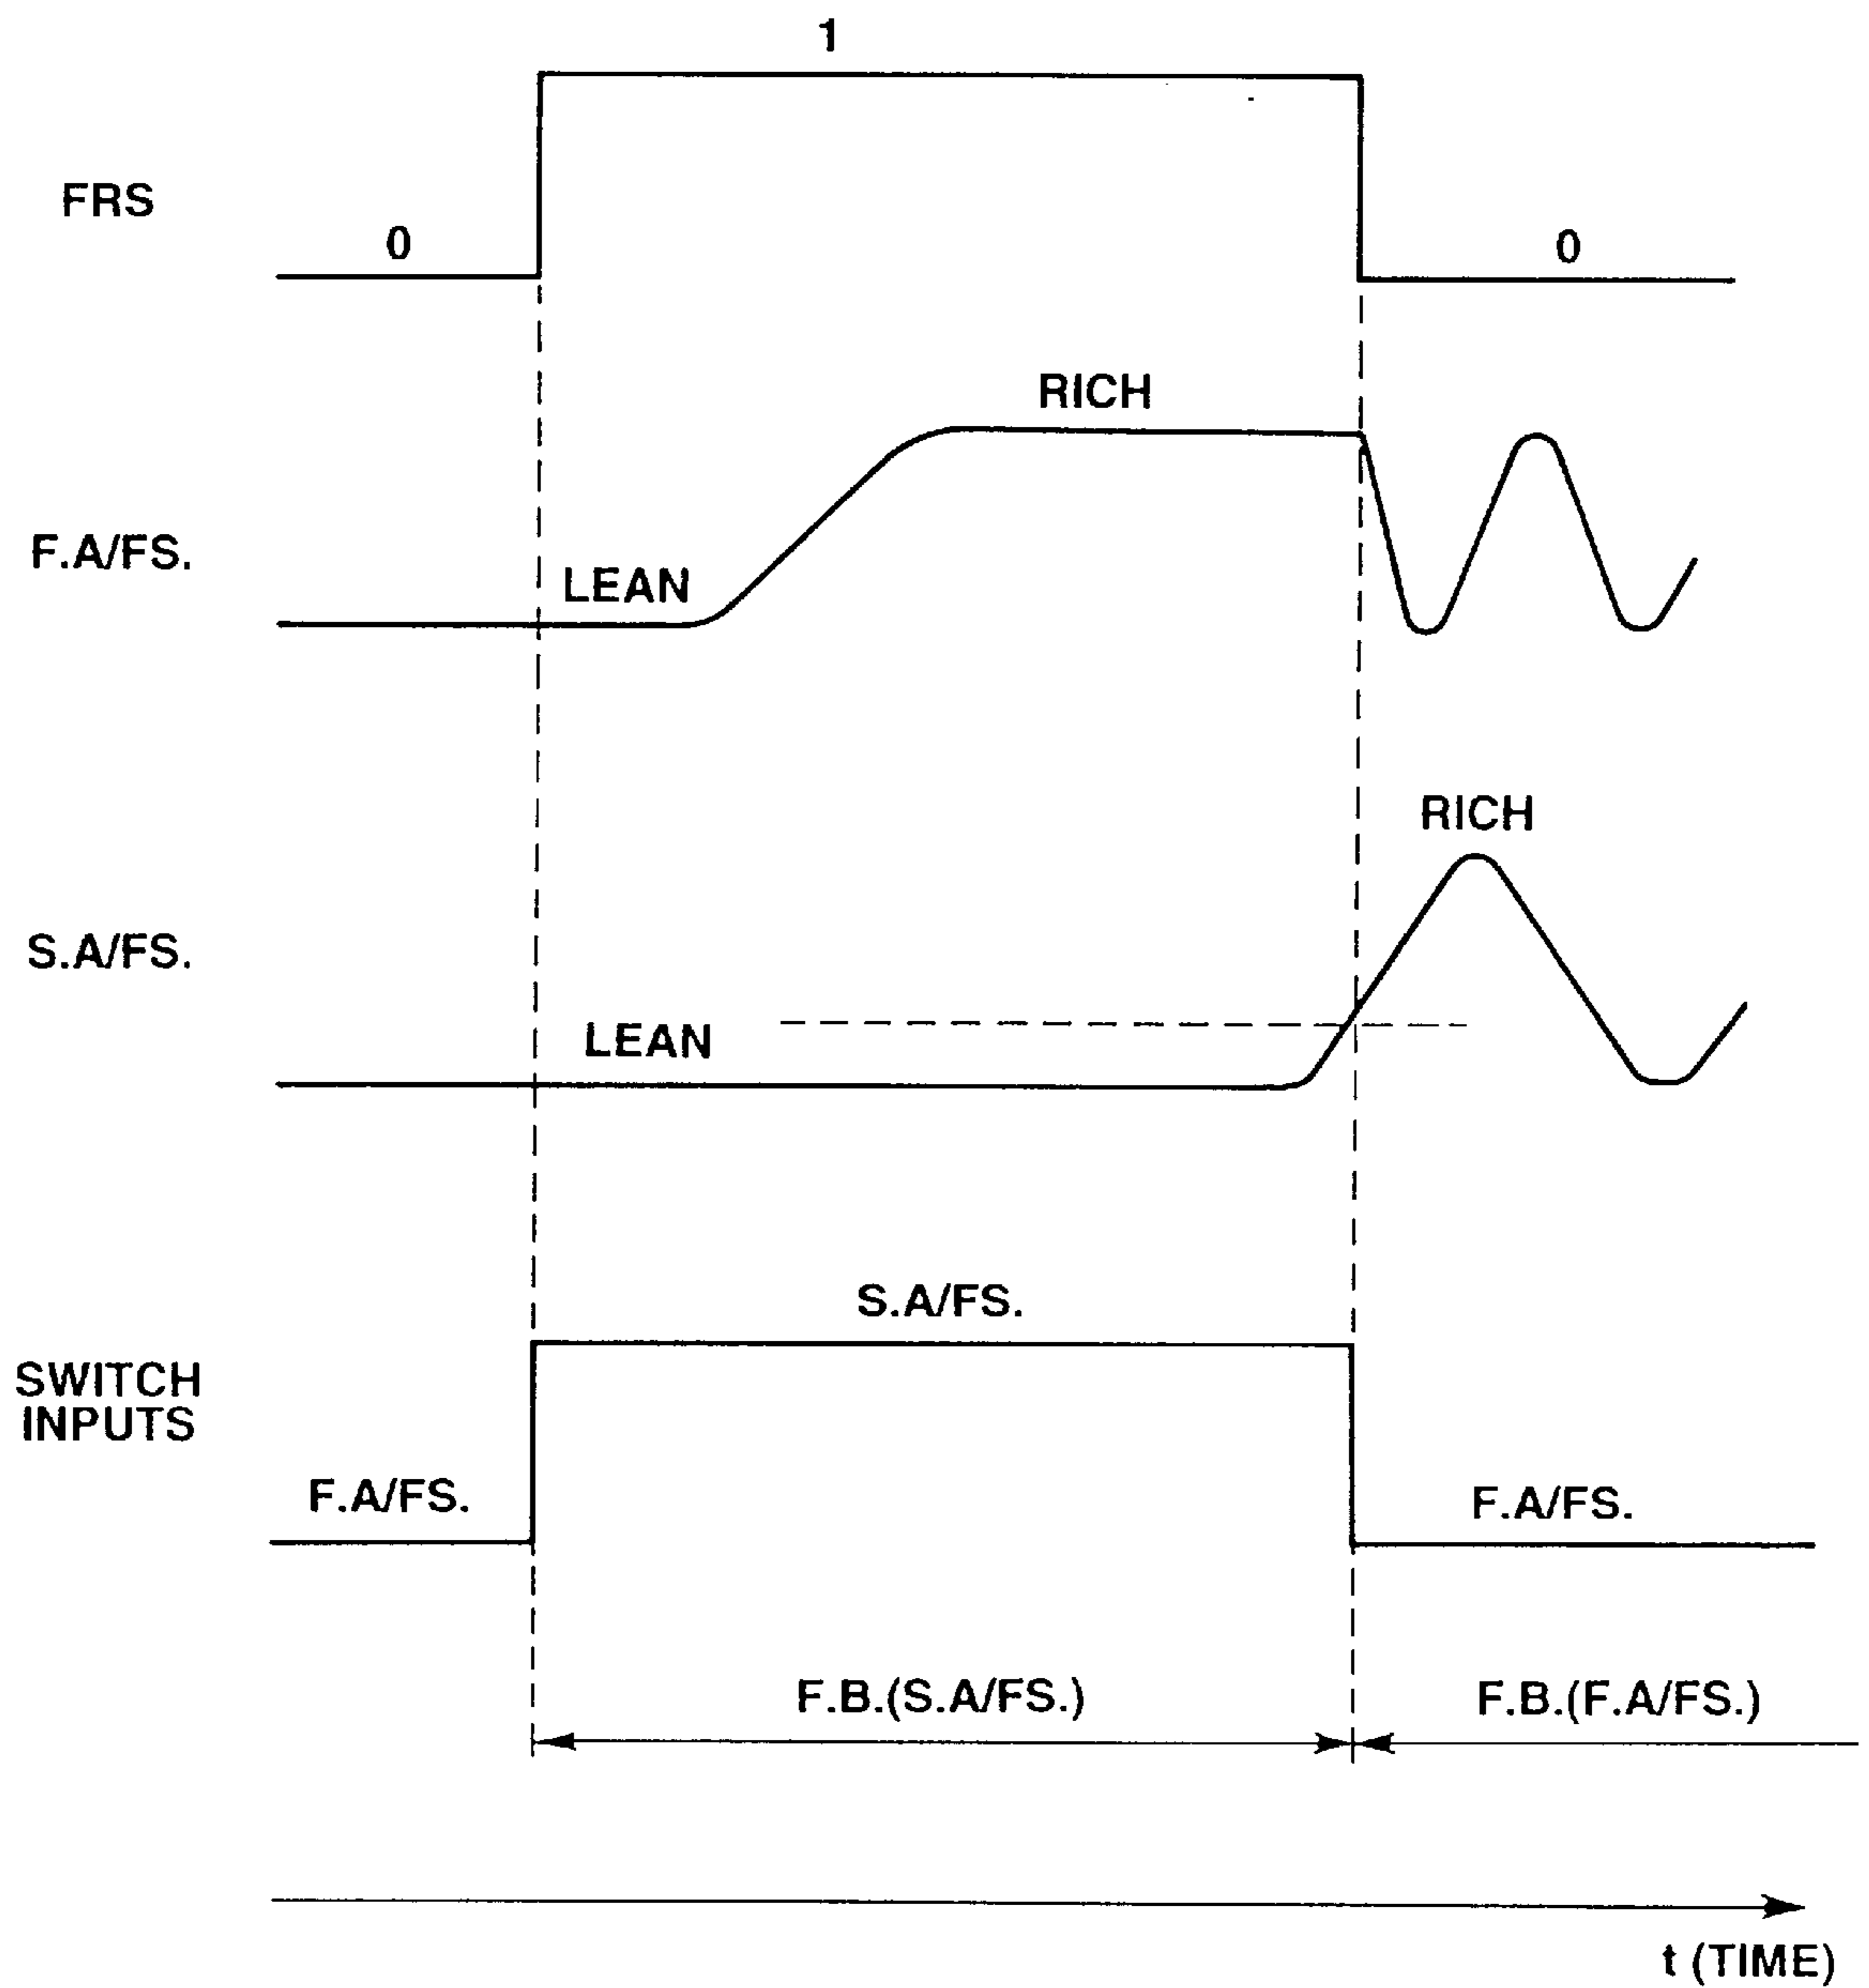 1
FRS
0
0
RICH
F.A/FS.
LEAN
RICH
S.A/FS.
LEAN
S.A/FS.
SWITCH
INPUTS
F.A/FS.
F.A/FS.
F.B.(S.A/FS.)
F.B.(F.A/FS.)
t (TIME)